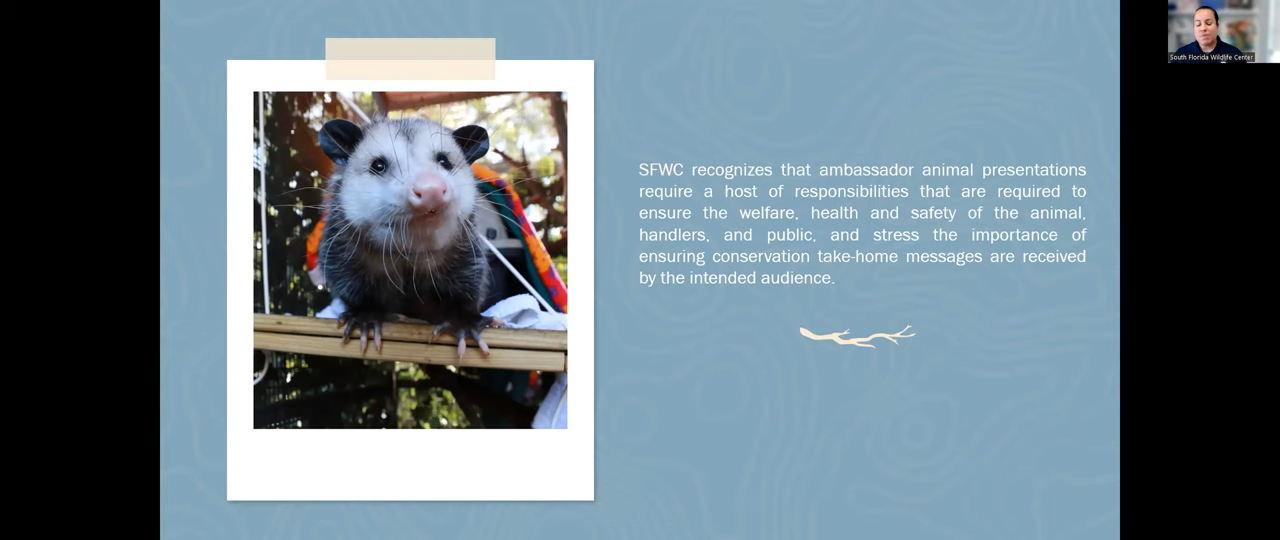 South Florida Wildlife Center
SFWC recognizes that ambassador animal presentations
require a host of responsibilities that are required to
ensure the welfare, health and safety of the animal,
handlers, and public, and stress the importance of
ensuring conservation take-home messages are received
by the intended audience.